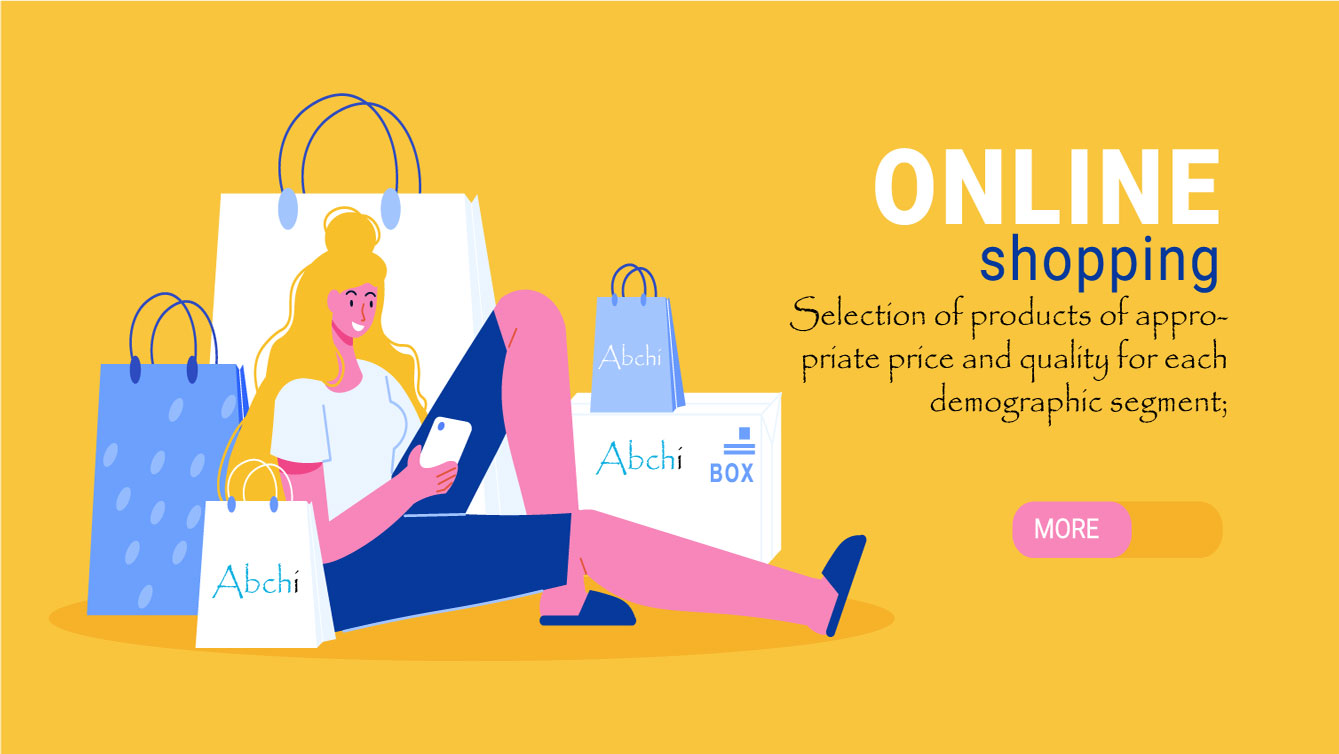 ONLINE
shopping
Selection of products of appro-
priate price and quality for each
demographic segment;
MORE
Abchi
Abchi
BOX
Abchi